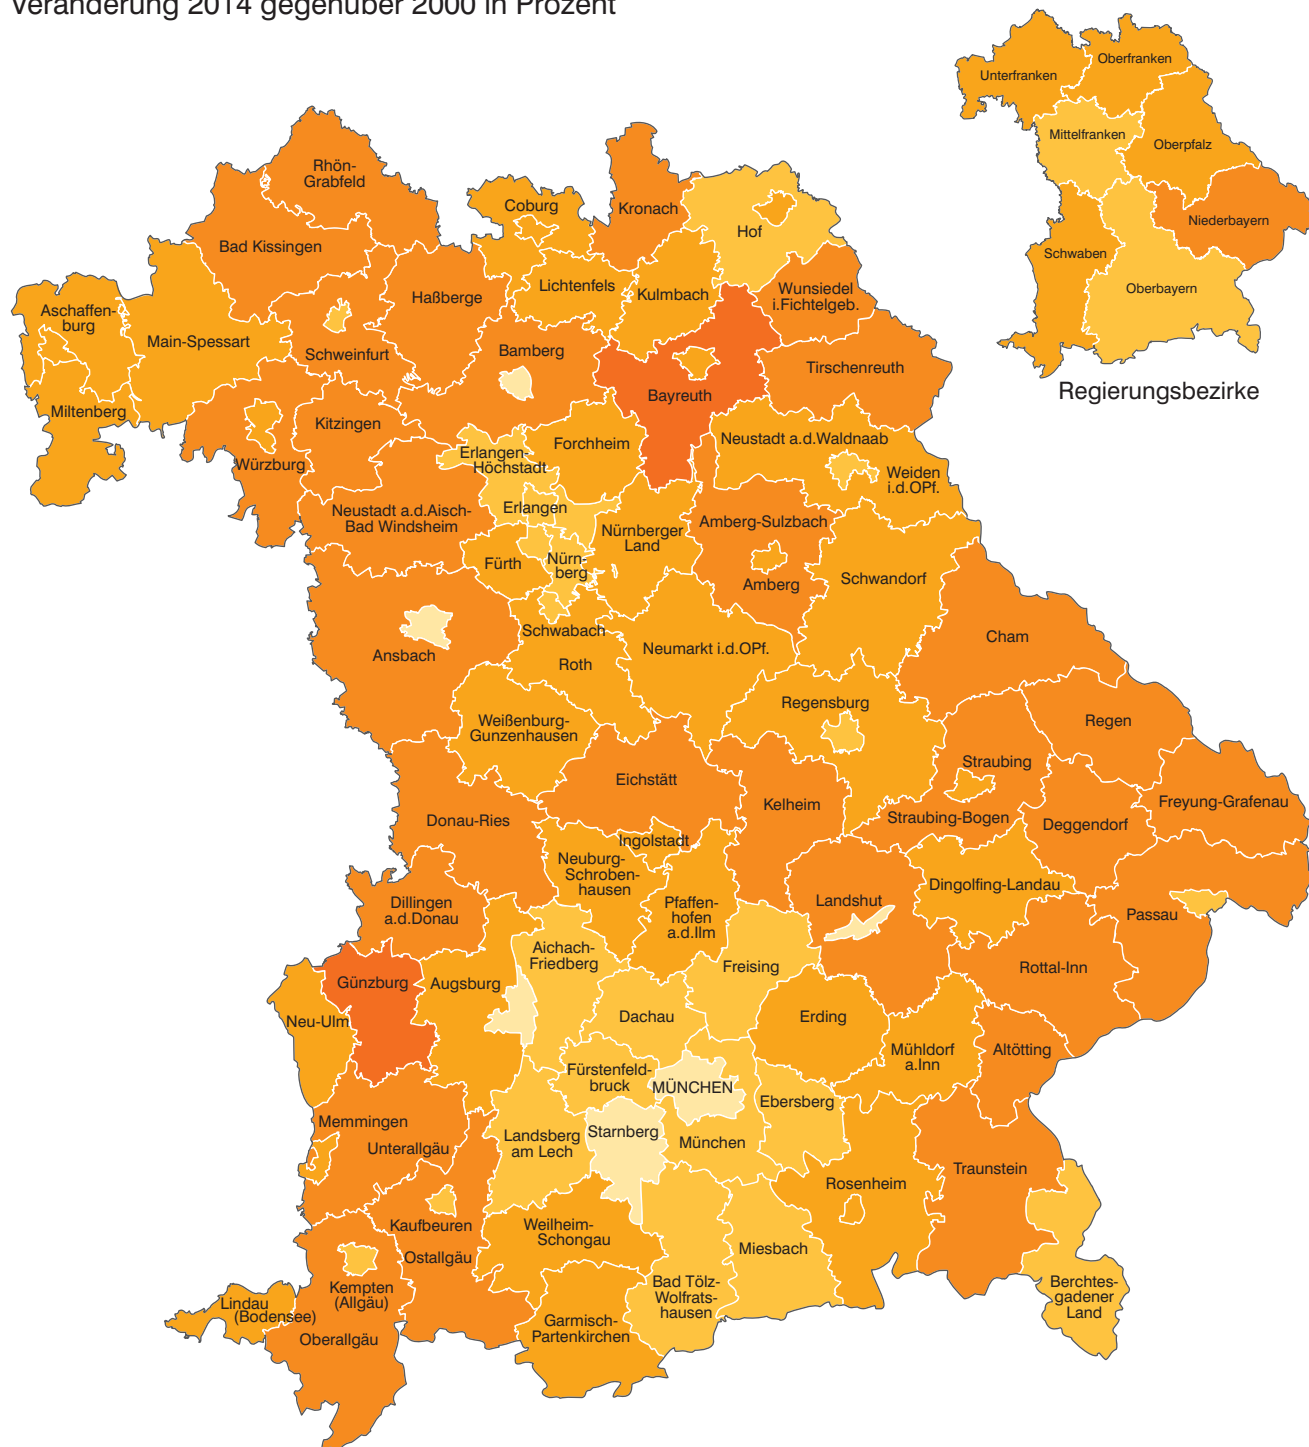 Veränderung 2014 gegenüber 2000 in Prozent
Unterfranken
Oberfranken
Mittelfranken
Oberpfalz
Niederbayern
Schwaben
Oberbayern
Regierungsbezirke
Rhön-
Grabfeld
Bad Kissingen
Coburg
Kronach
Hof
Aschaffen-
burg
Main-Spessart
Haßberge
Lichtenfels
Kulmbach
Wunsiedel
i.Fichtelgeb.
Schweinfurt
Bamberg
Bayreuth
Tirschenreuth
Miltenberg
Kitzingen
Würzburg
Erlangen-
Höchstadt
Forchheim
Neustadt a.d.Waldnaab
Weiden
i.d.OPf.
Neustadt a.d.Aisch-
Bad Windsheim
Erlangen
Nürnberger
Land
Amberg-Sulzbach
Fürth
Nürn-
berg
Amberg
Schwandorf
Ansbach
Schwabach
Roth
Neumarkt i.d.OPf.
Cham
Weißenburg-
Gunzenhausen
Regensburg
Regen
Eichstätt
Kelheim
Straubing
Straubing-Bogen
Freyung-Grafenau
Deggendorf
Donau-Ries
Ingolstadt
Neuburg-
Schroben-
hausen
Dillingen
a.d.Donau
Pfaffen-
hofen
a.d.Ilm
Landshut
Dingolfing-Landau
Passau
Aichach-
Friedberg
Freising
Rottal-Inn
Günzburg
Augsburg
Neu-Ulm
Dachau
Erding
Mühldorf
a.Inn
Altötting
Fürstenfeld-
bruck
MÜNCHEN
Ebersberg
Memmingen
Unterallgäu
Landsberg
am Lech
Starnberg
München
Traunstein
Rosenheim
Kaufbeuren
Ostallgäu
Weilheim-
Schongau
Miesbach
Kempten
(Allgäu)
Bad Tölz-
Wolfrats-
hausen
Berchtes-
gadener
Land
Lindau
(Bodensee)
Oberallgäu
Garmisch-
Partenkirchen